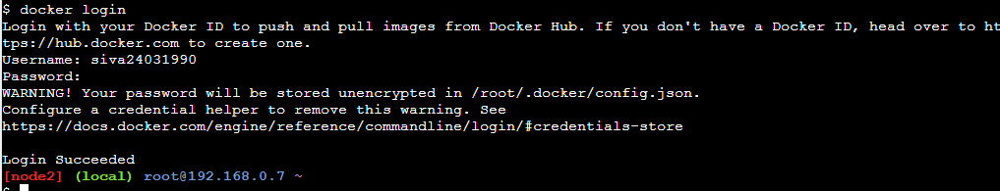 $ docker login
Login with your Docker ID to push and pull images from Docker Hub. If you don't have a Docker ID, head over to ht
tps://hub.docker.com to create one.
Username: siva24031990
Password:
WARNING! Your password will be stored unencrypted in /root/.docker/config.json.
Configure a credential helper to remove this warning. See
https://docs.docker.com/engine/reference/commandline/login/#credentials-store
Login Succeeded
[node2] (local) root@192.168.0.7 ~
$